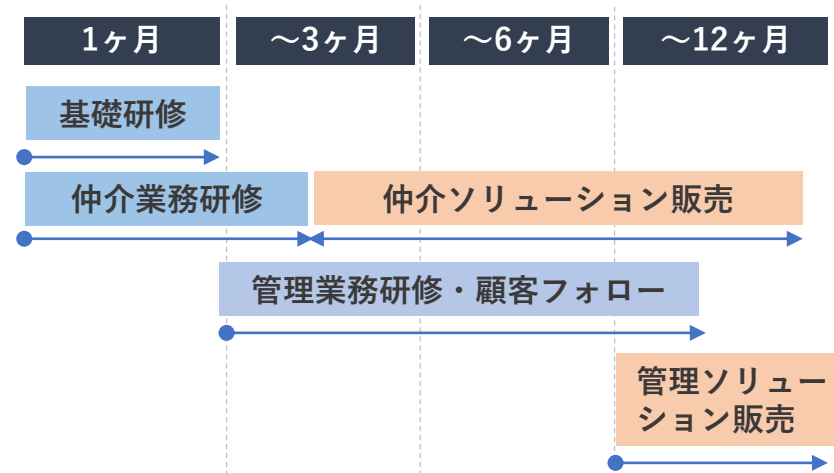 1ヶ月
～3ヶ月
～6ヶ月
～12ヶ月
基礎研修
仲介業務研修
仲介ソリューション販売
管理業務研修・顧客フォロー
管理ソリュー
ション販売